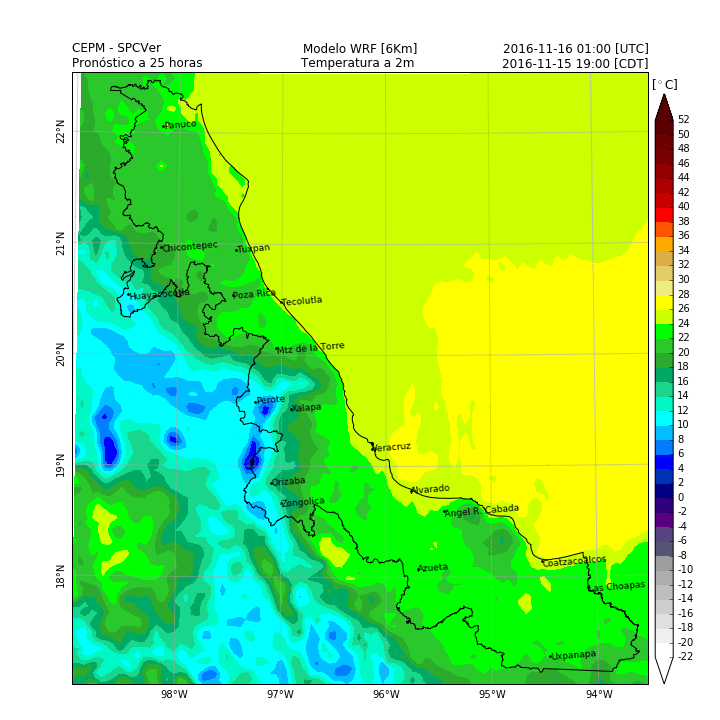 CEPM - SPCVer Modelo WRF [6Km] 2016-11-16 01:00 [UTC]
Pronóstico a 25 horas Temperatura a 2m 2016-11-15 19:00 [CDT]
[°C]
52
50
48
46
44
42
40
38
36
34
32
30
28
26
24
22
20
18
16
14
12
10
8
6
4
2
0
-2
-4
-6
-8
-10
-12
-14
-16
-18
-20
-22
22°N
21°N
20°N
19°N
18°N
Panuco
Chicontepec
Tuxpan
Huayacocotla
Poza Rica
Tecolutla
Mtz de la Torre
Perote
Xalapa
Veracruz
Orizaba
Alvarado
Zongolica
Angel R. Cabada
Azueta
Coatzacoalcos
Las Choapas
Uxpanapa
98°W 97°W 96°W 95°W 94°W